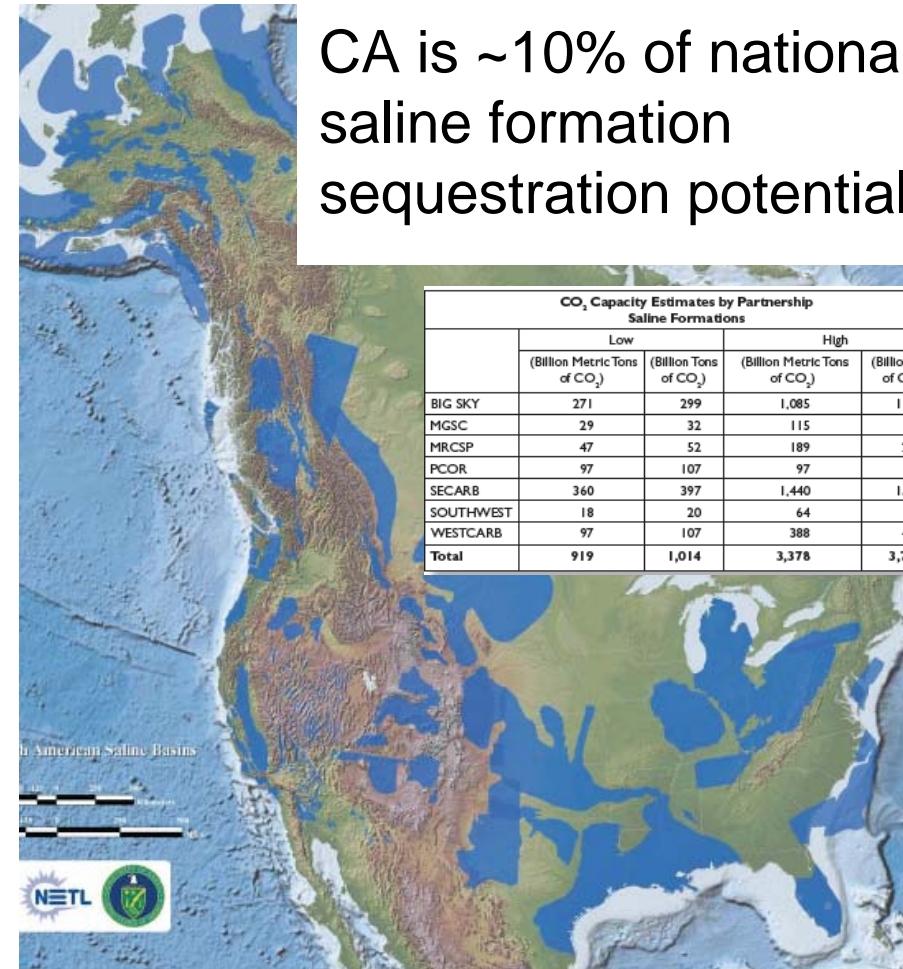 CA is ~10% of nationa
saline formation
sequestration potential
CO₂ Capacity Estimates by Partnership
Saline Formations
Low High
(Billion Metric Tons of CO₂) (Billion Tons of CO₂) (Billion Metric Tons of CO₂) of
BIG SKY 271 299 1,085
MGSC 29 32 115
MRCSP 47 52 189
PCOR 97 107 97
SECARB 360 397 1,440
SOUTHWEST 18 20 64
WESTCARB 97 107 388
Total 919 1,014 3,378
American Saline Basins
NETL